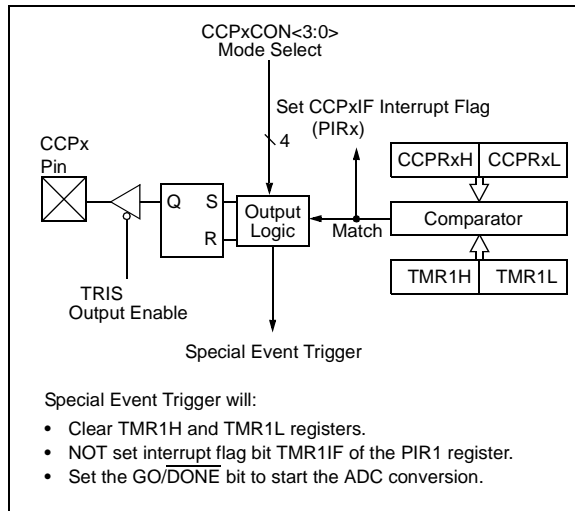 CCPxCON<3:0>
Mode Select
Set CCPxIF Interrupt Flag
(PIRx)
4
CCPx
Pin
CCPRxH CCPRxL
Q S
R
Output
Logic
Match
Comparator
TMR1H TMR1L
TRIS
Output Enable
Special Event Trigger
Special Event Trigger will:
• Clear TMR1H and TMR1L registers.
• NOT set interrupt flag bit TMR1IF of the PIR1 register.
• Set the GO/DONE bit to start the ADC conversion.